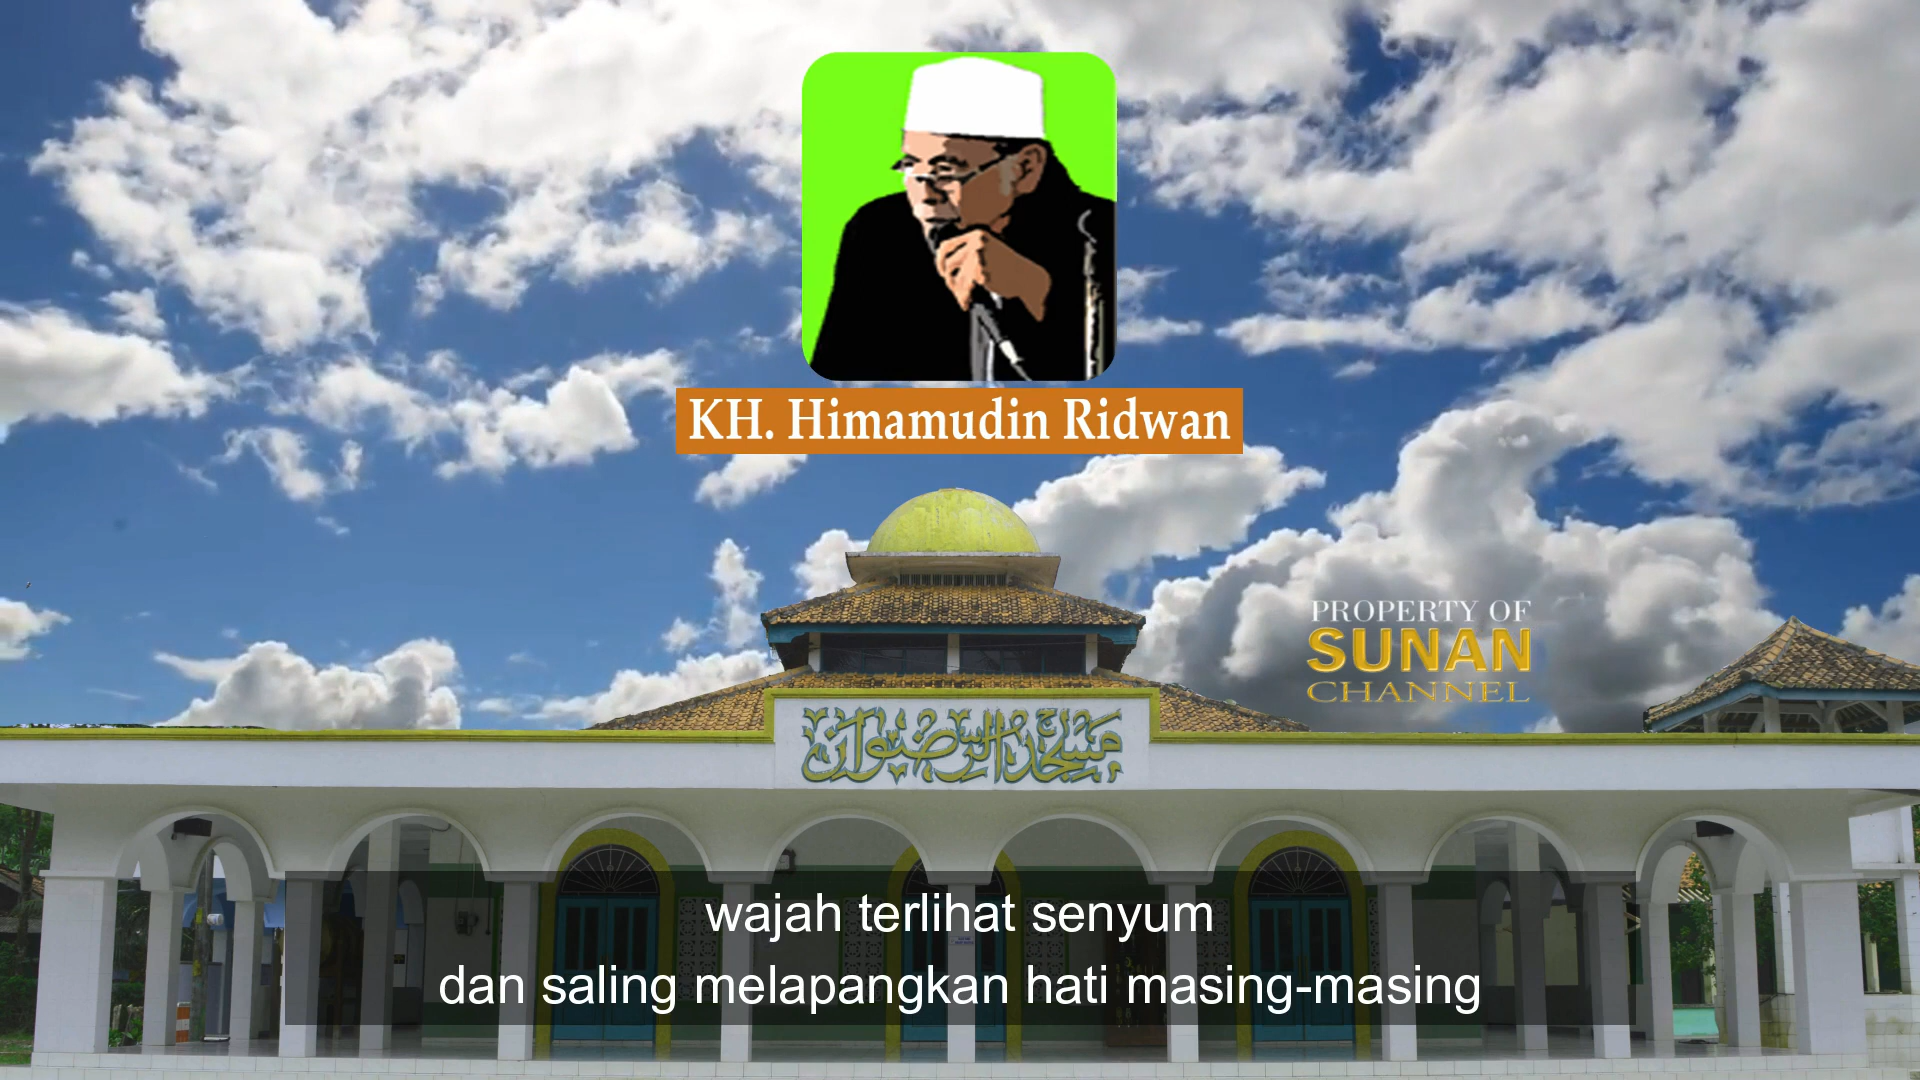 KH. Himamudin Ridwan
PROPERTY OF
SUNAN
CHANNEL
مسجد الرضوان
wajah terlihat senyum
dan saling melapangkan hati masing-masing